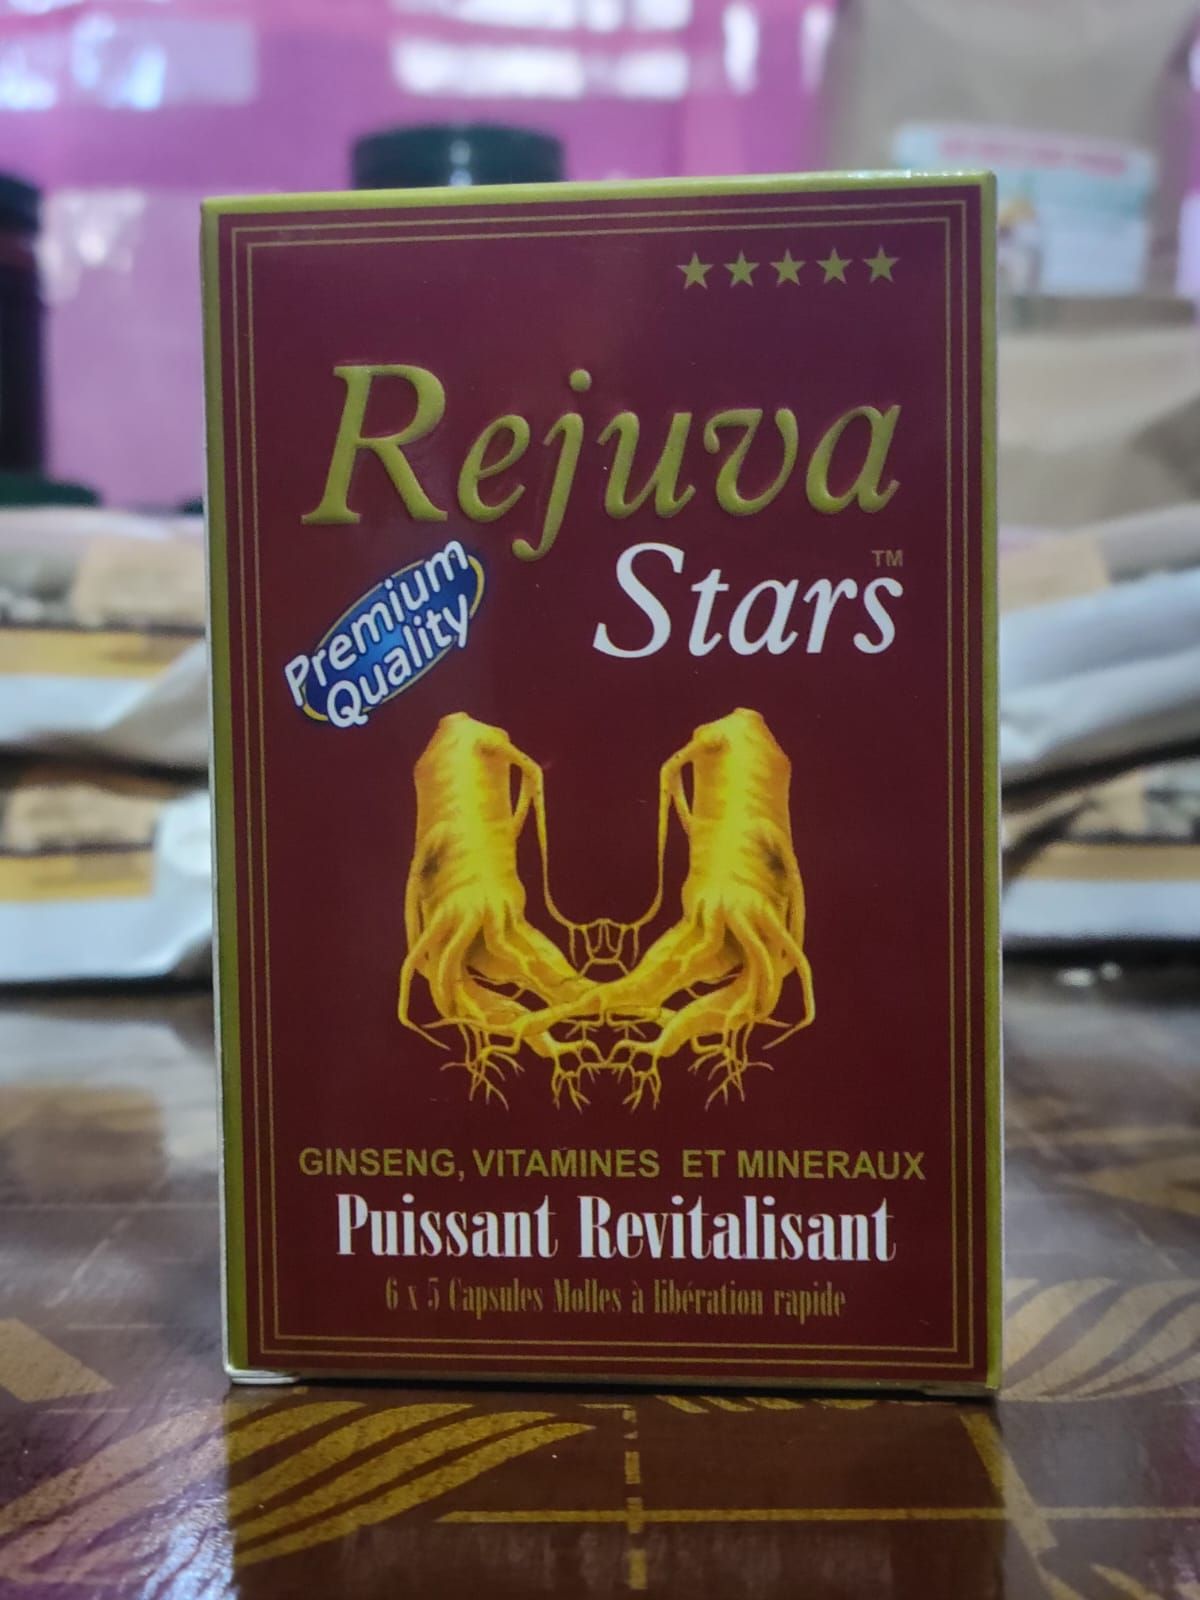 ★★★★★
Rejuva
Stars™
Premium
Quality
GINSENG, VITAMINES ET MINERAUX
Puissant Revitalisant
6 x 5 Capsules Molles à libération rapide